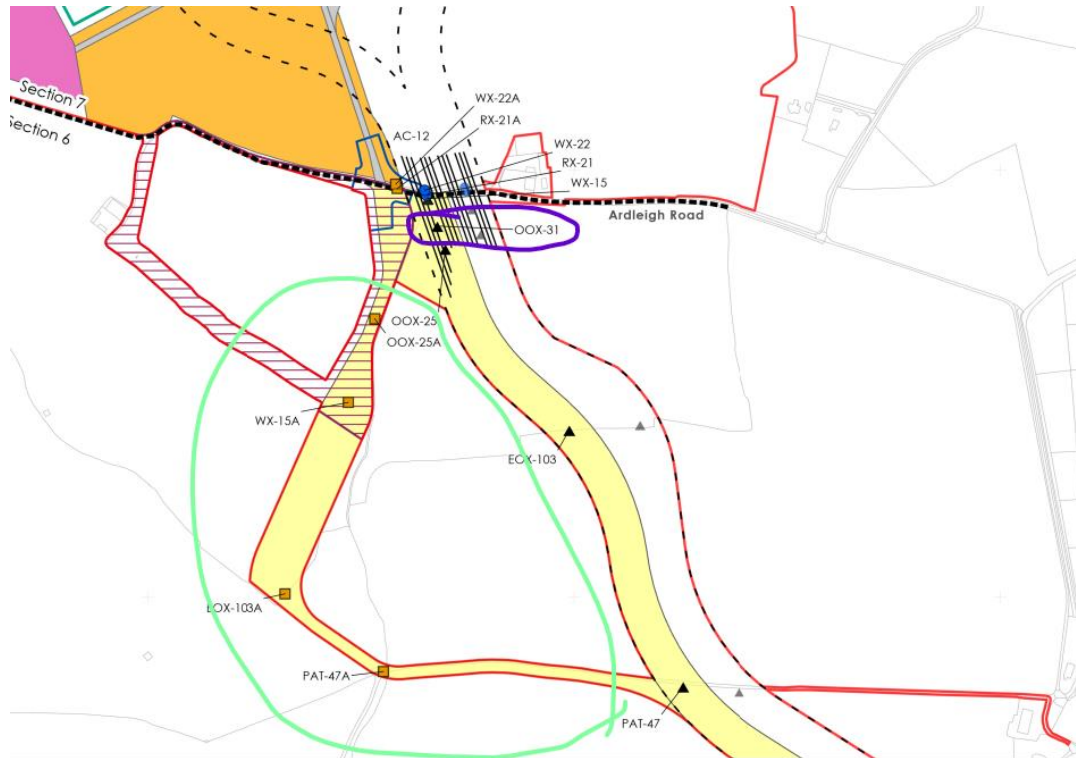 Section 7
Section 6
WX-22A
RX-21A
AC-12
WX-22
RX-21
WX-15
Ardleigh Road
OOX-31
OOX-25
OOX-25A
WX-15A
EOX-103
EOX-103A
PAT-47A
PAT-47